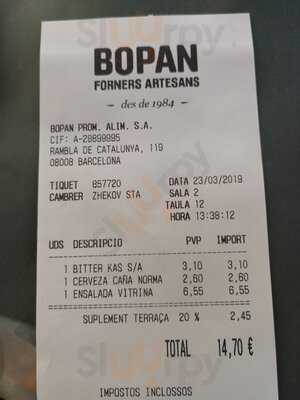 BOPAN
FORNERS ARTESANS
- des de 1984 -
BOPAN PROM. ALIM. S.A.
CIF: A-28899995
RAMBLA DE CATALUNYA, 119
08008 BARCELONA
TIQUET 857720 DATA 23/03/2019
CAMBRER ZHEKOV STA SALA 2
TAULA 12
HORA 13:38:12
UDS DESCRIPCIO PVP IMPORT
1 BITTER KAS S/A 3,10 3,10
1 CERVEZA CAÑA NORMA 2,60 2,60
1 ENSALADA VITRINA 6,55 6,55
SUPLEMENT TERRAÇA 20 % 2,45
TOTAL 14,70 €
IMPOSTOS INCLOSSOS